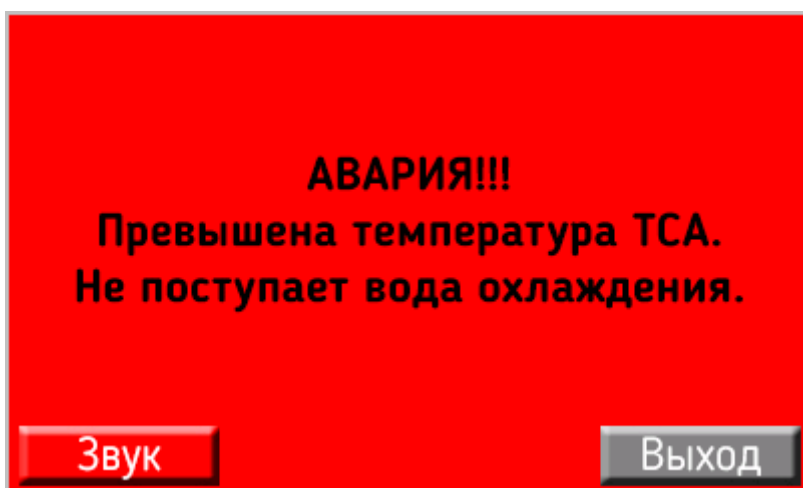 АВАРИЯ!!!
Превышена температура ТСА.
Не поступает вода охлаждения.
Звук
Выход